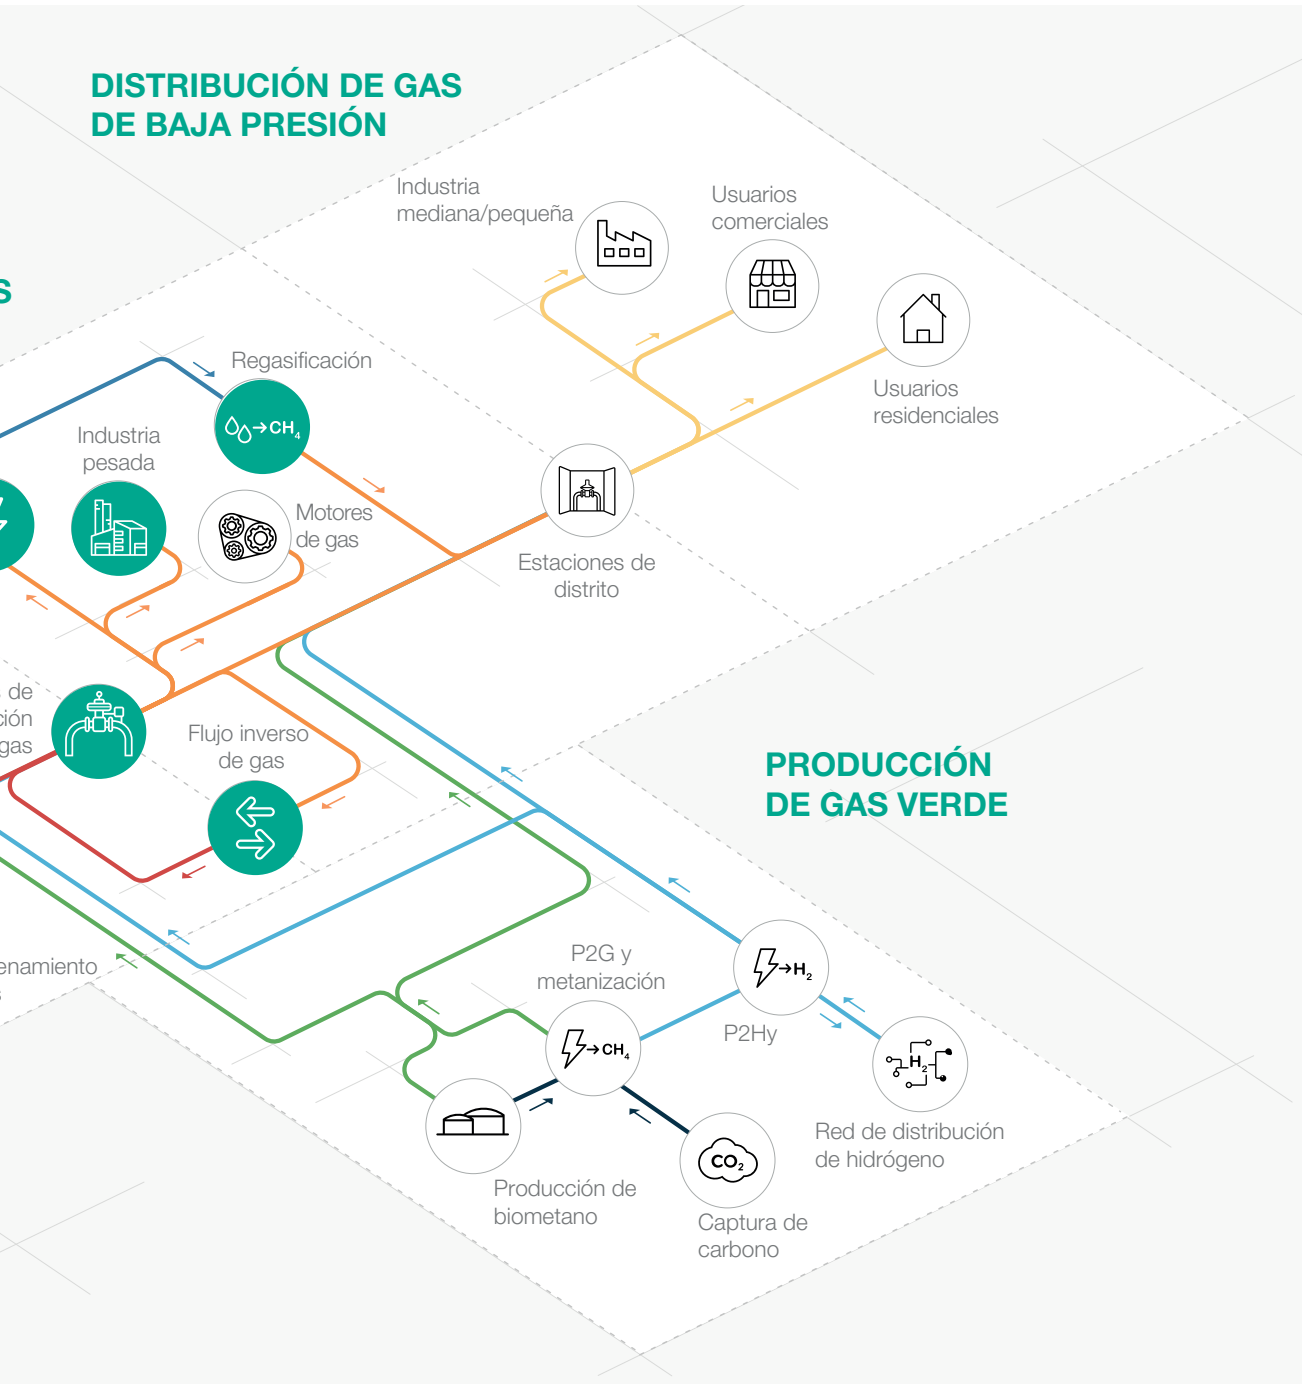 DISTRIBUCIÓN DE GAS
DE BAJA PRESIÓN
Industria
mediana/pequeña
Usuarios
comerciales
S
Regasificación
→CH4
Usuarios
residenciales
Industria
pesada
Motores
de gas
Estaciones de
distrito
de
gas
Flujo inverso
de gas
PRODUCCIÓN
DE GAS VERDE
P2G y
metanización
→H2
P2Hy
→CH4
H2
Red de distribución
de hidrógeno
CO2
Producción de
biometano
Captura de
carbono